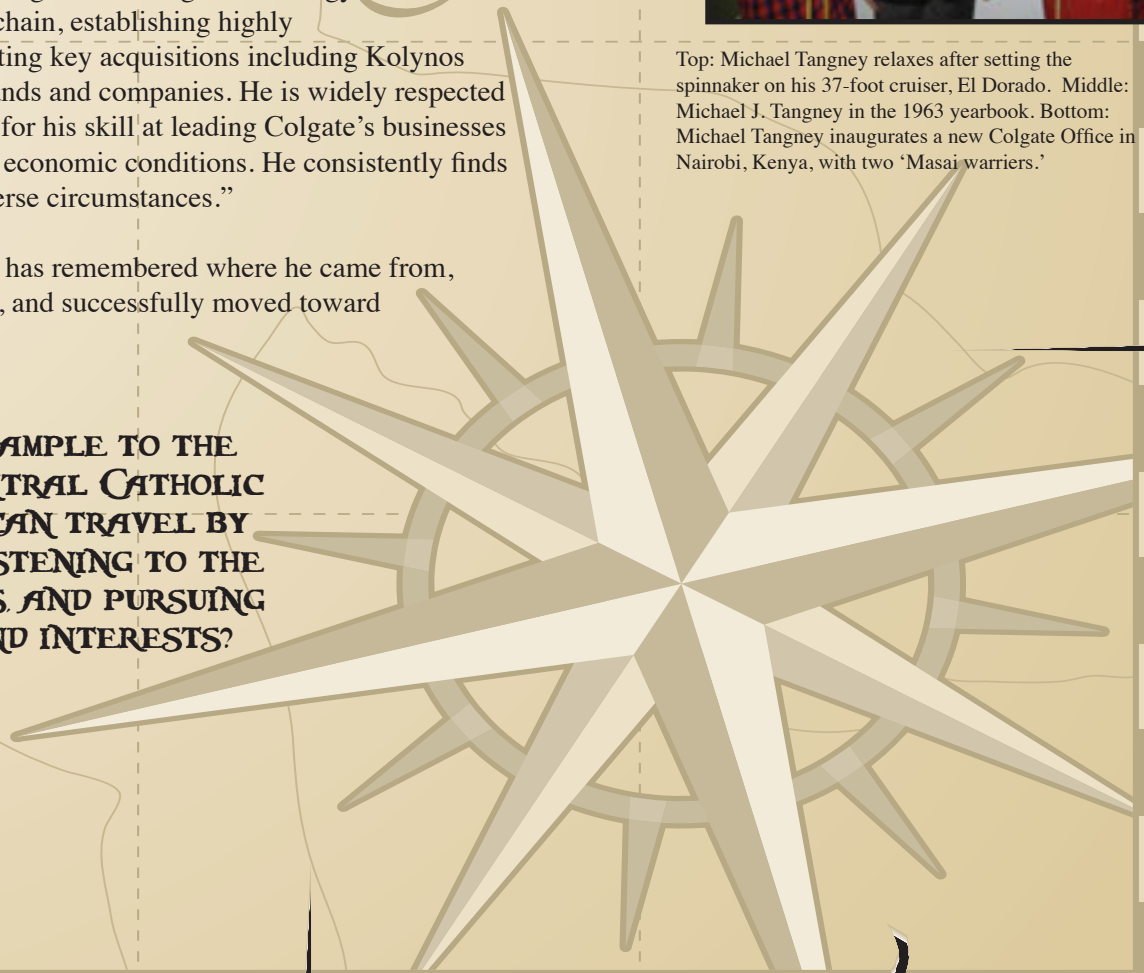 chain, establishing highly
ting key acquisitions including Kolynos
nds and companies. He is widely respected
for his skill at leading Colgate’s businesses
economic conditions. He consistently finds
erse circumstances.”
has remembered where he came from,
, and successfully moved toward
AMPLE TO THE
TRAL CATHOLIC
CAN TRAVEL BY
STENING TO THE
S, AND PURSUING
ND INTERESTS?
Top: Michael Tangney relaxes after setting the
spinnaker on his 37-foot cruiser, El Dorado.  Middle:
Michael J. Tangney in the 1963 yearbook. Bottom:
Michael Tangney inaugurates a new Colgate Office in
Nairobi, Kenya, with two ‘Masai warriors.’